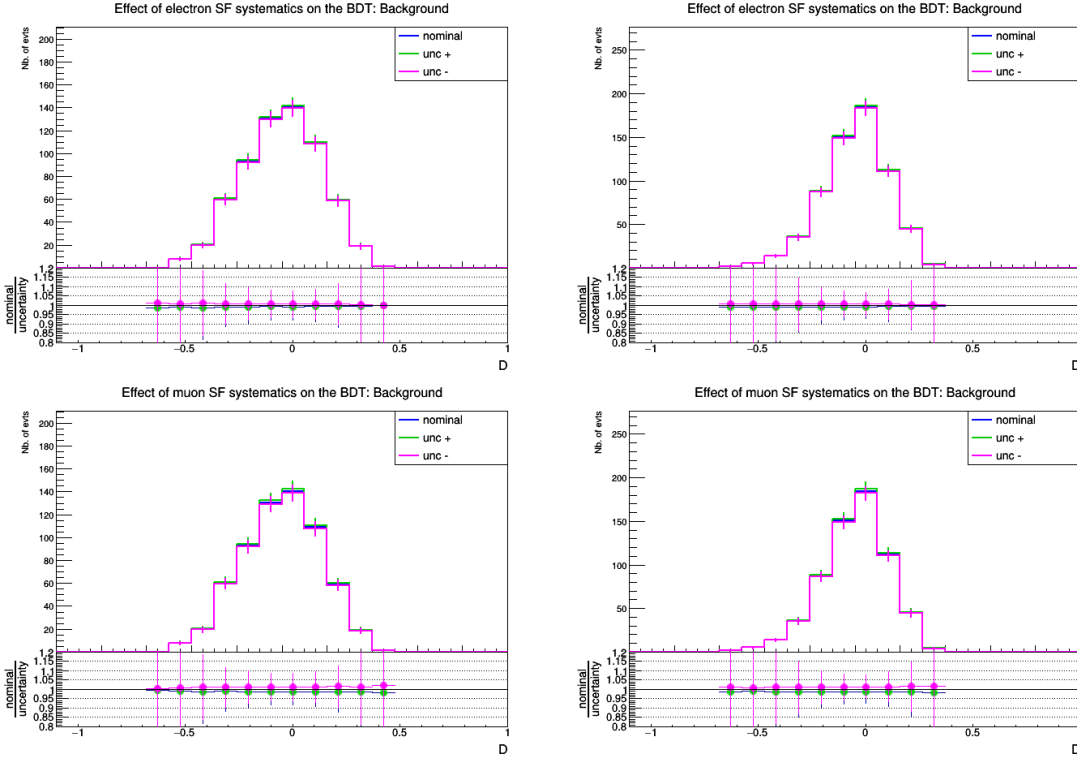 Effect of electron SF systematics on the BDT: Background
Nb. of evts
200
180
160
140
120
100
80
60
40
20
nominal
unc +
unc -
1.2
1.15
1.1
1.05
1
0.95
0.9
0.85
0.8
nominal
uncertainty
−1
−0.5
0
0.5
1
D
Effect of electron SF systematics on the BDT: Background
Nb. of evts
250
200
150
100
50
nominal
unc +
unc -
1.2
1.15
1.1
1.05
1
0.95
0.9
0.85
0.8
nominal
uncertainty
−1
−0.5
0
0.5
D
Effect of muon SF systematics on the BDT: Background
Nb. of evts
200
180
160
140
120
100
80
60
40
20
nominal
unc +
unc -
1.2
1.15
1.1
1.05
1
0.95
0.9
0.85
0.8
nominal
uncertainty
−1
−0.5
0
0.5
1
D
Effect of muon SF systematics on the BDT: Background
Nb. of evts
250
200
150
100
50
nominal
unc +
unc -
1.2
1.15
1.1
1.05
1
0.95
0.9
0.85
0.8
nominal
uncertainty
−1
−0.5
0
0.5
D